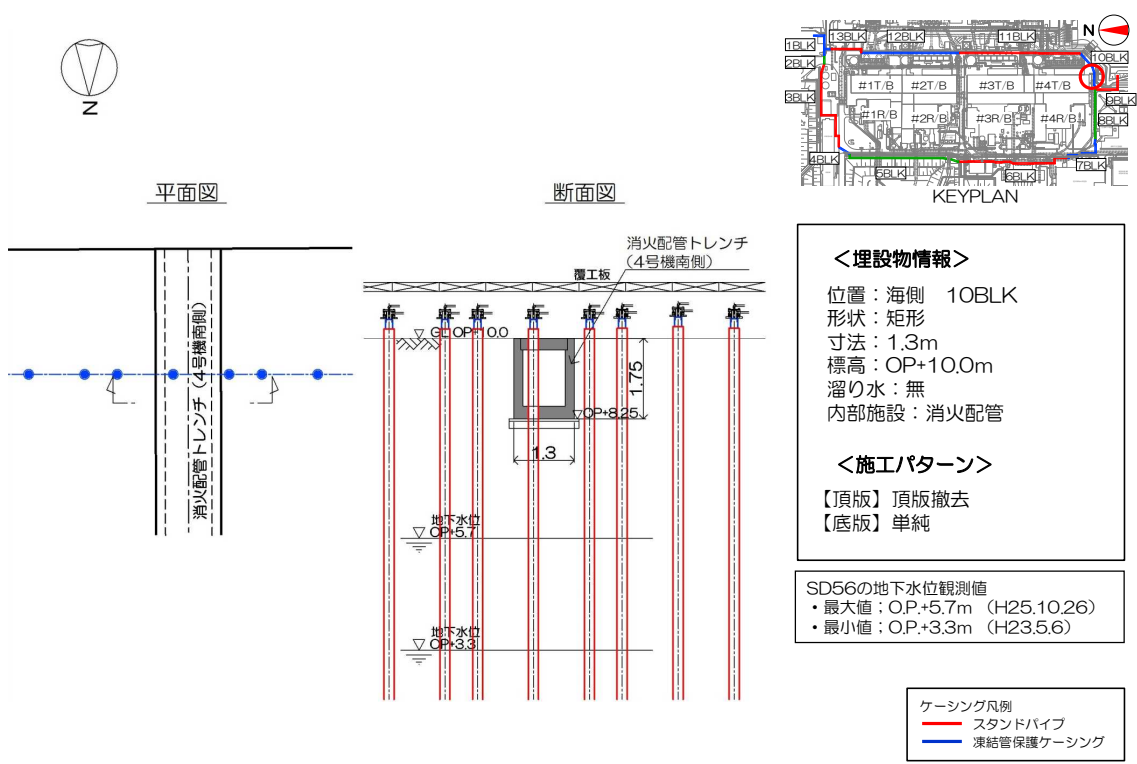 N
平面図
消火配管トレンチ（4号機南側）
断面図
消火配管トレンチ
（4号機南側）
覆工板
GL OP+10.0
1.75
OP+8.25
1.3
地下水位
OP+5.7
地下水位
OP+3.3
N
1BLK
13BLK
12BLK
11BLK
10BLK
2BLK
3BLK
#1T/B
#2T/B
#3T/B
#4T/B
9BLK
8BLK
#1R/B
#2R/B
#3R/B
#4R/B
4BLK
5BLK
6BLK
7BLK
KEYPLAN
＜埋設物情報＞
位置：海側　10BLK
形状：矩形
寸法：1.3m
標高：OP+10.0m
溜り水：無
内部施設：消火配管
＜施工パターン＞
【頂版】頂版撤去
【底版】単純
SD56の地下水位観測値
・最大値；O.P.+5.7m （H25.10.26）
・最小値；O.P.+3.3m （H23.5.6）
ケーシング凡例
スタンドパイプ
凍結管保護ケーシング